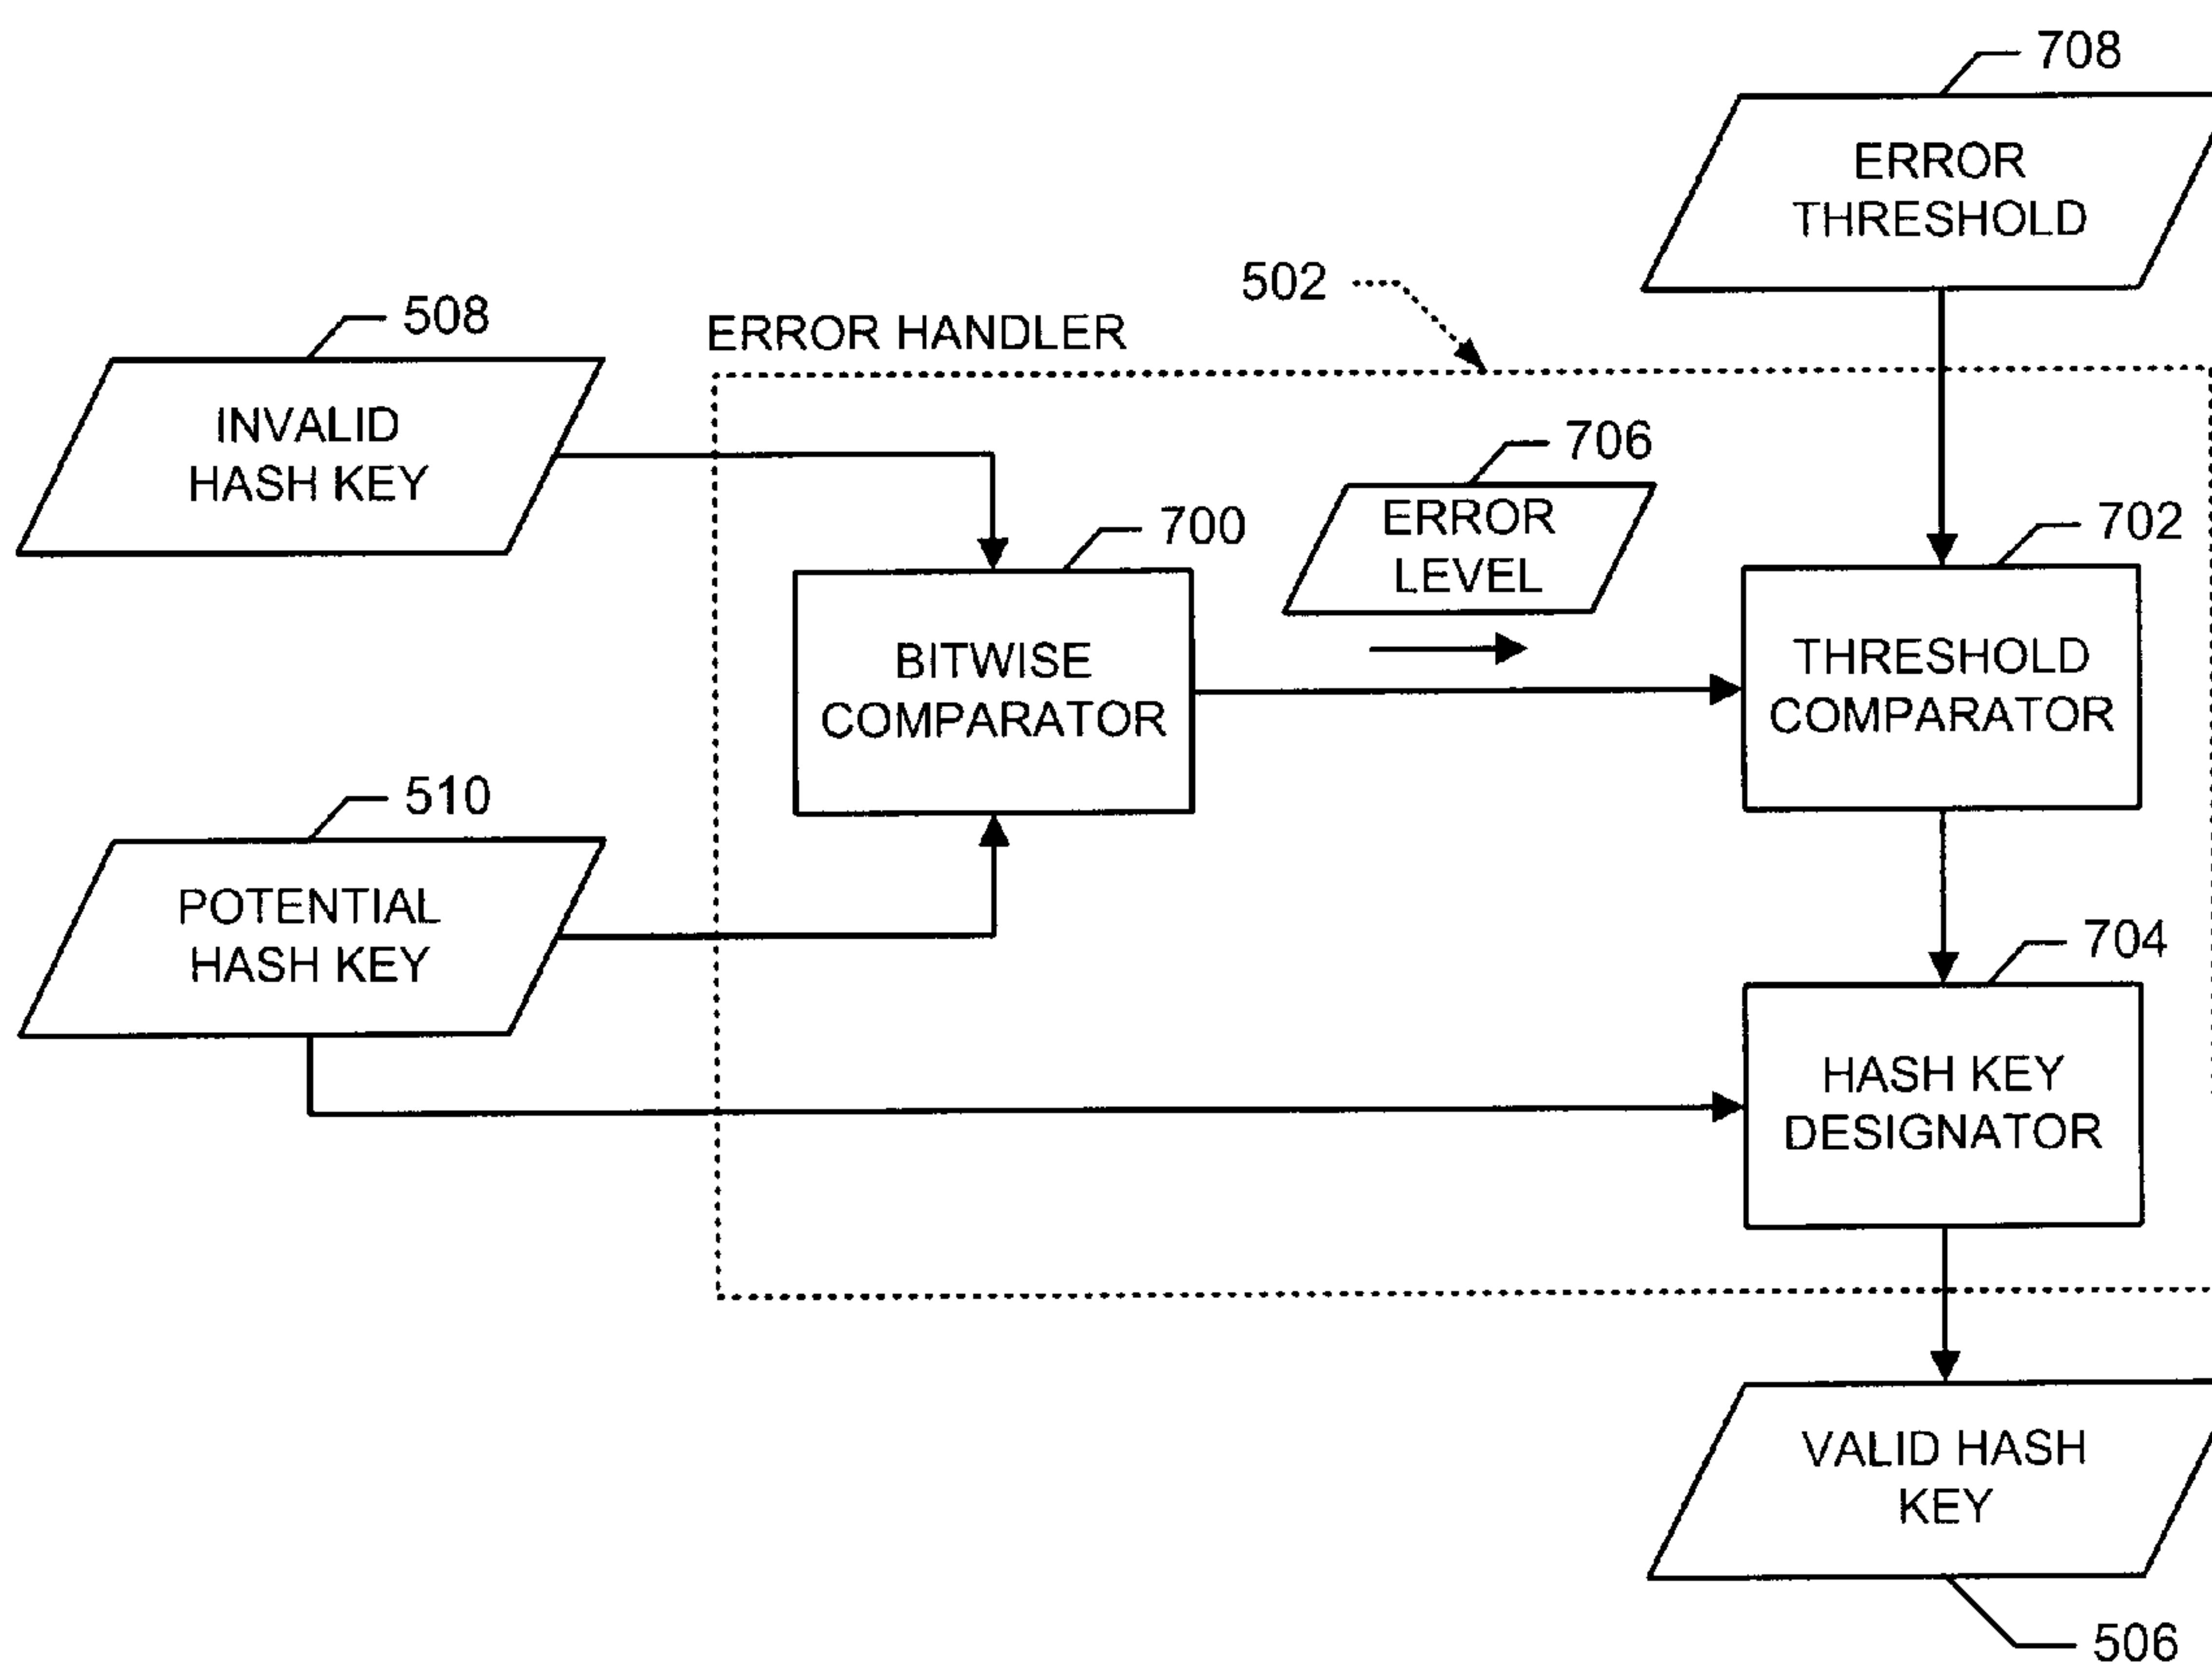 708
ERROR
THRESHOLD
502
508
ERROR HANDLER
INVALID
HASH KEY
706
ERROR
LEVEL
700
702
BITWISE
COMPARATOR
THRESHOLD
COMPARATOR
510
POTENTIAL
HASH KEY
704
HASH KEY
DESIGNATOR
VALID HASH
KEY
506